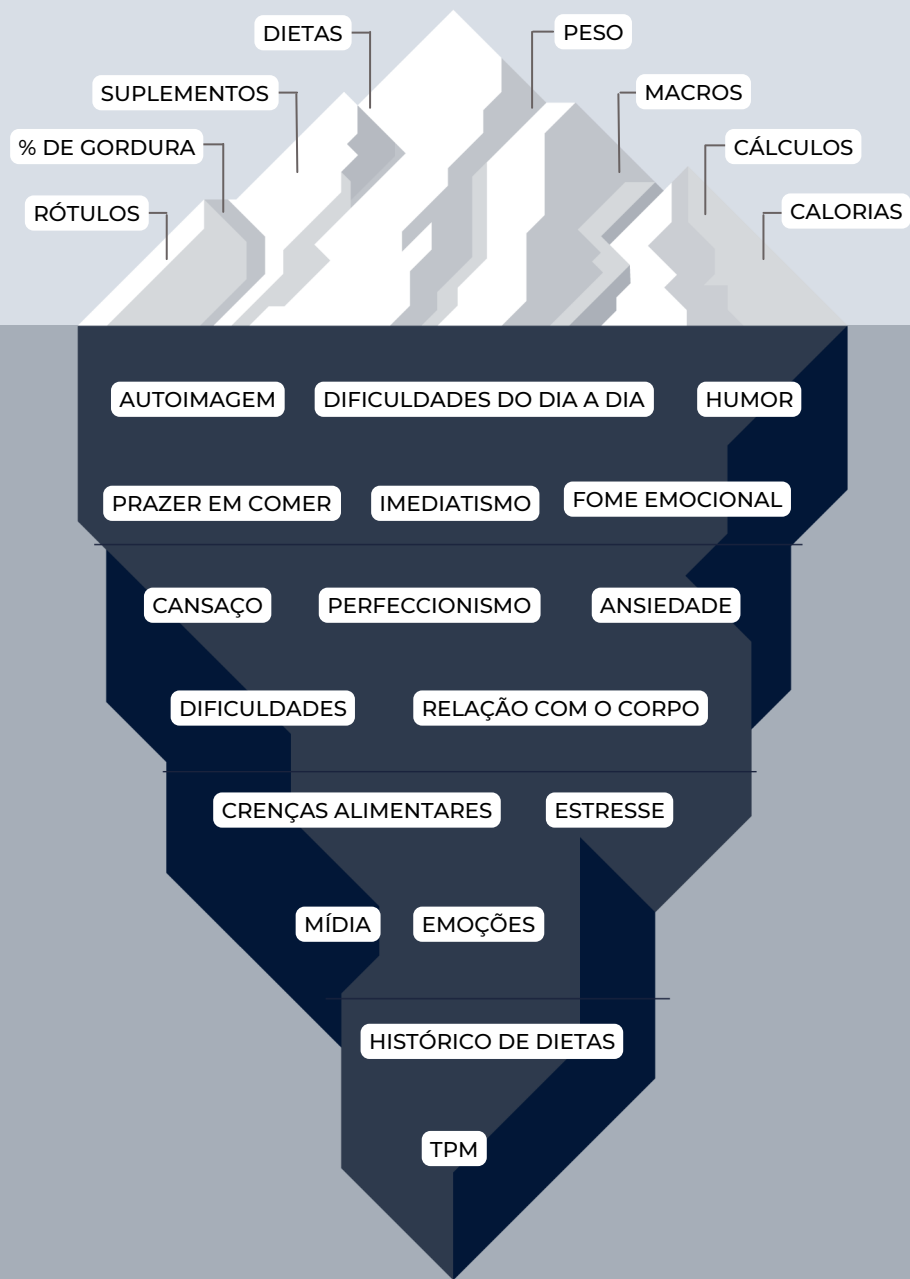 DIETAS
PESO
SUPLEMENTOS
MACROS
% DE GORDURA
CÁLCULOS
RÓTULOS
CALORIAS
AUTOIMAGEM
DIFICULDADES DO DIA A DIA
HUMOR
PRAZER EM COMER
IMEDIATISMO
FOME EMOCIONAL
CANSAÇO
PERFECCIONISMO
ANSIEDADE
DIFICULDADES
RELAÇÃO COM O CORPO
CRENÇAS ALIMENTARES
ESTRESSE
MÍDIA
EMOÇÕES
HISTÓRICO DE DIETAS
TPM